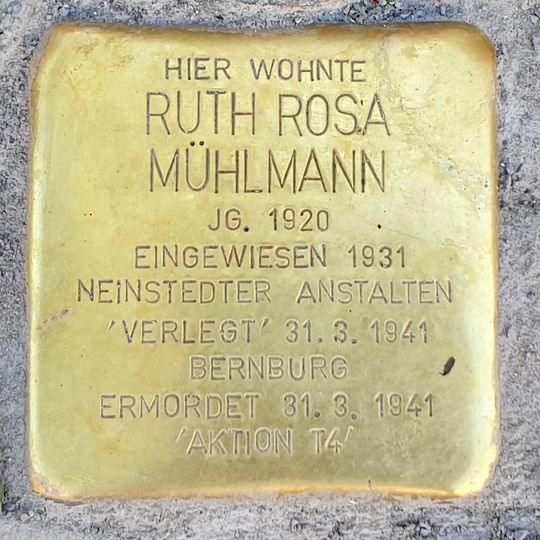 HIER WOHNTE
RUTH ROSA
MÜHLMANN
JG. 1920
EINGEWIESEN 1931
NEINSTEDTER ANSTALTEN
'VERLEGT' 31. 3. 1941
BERNBURG
ERMORDET 31. 3. 1941
'AKTION T4'